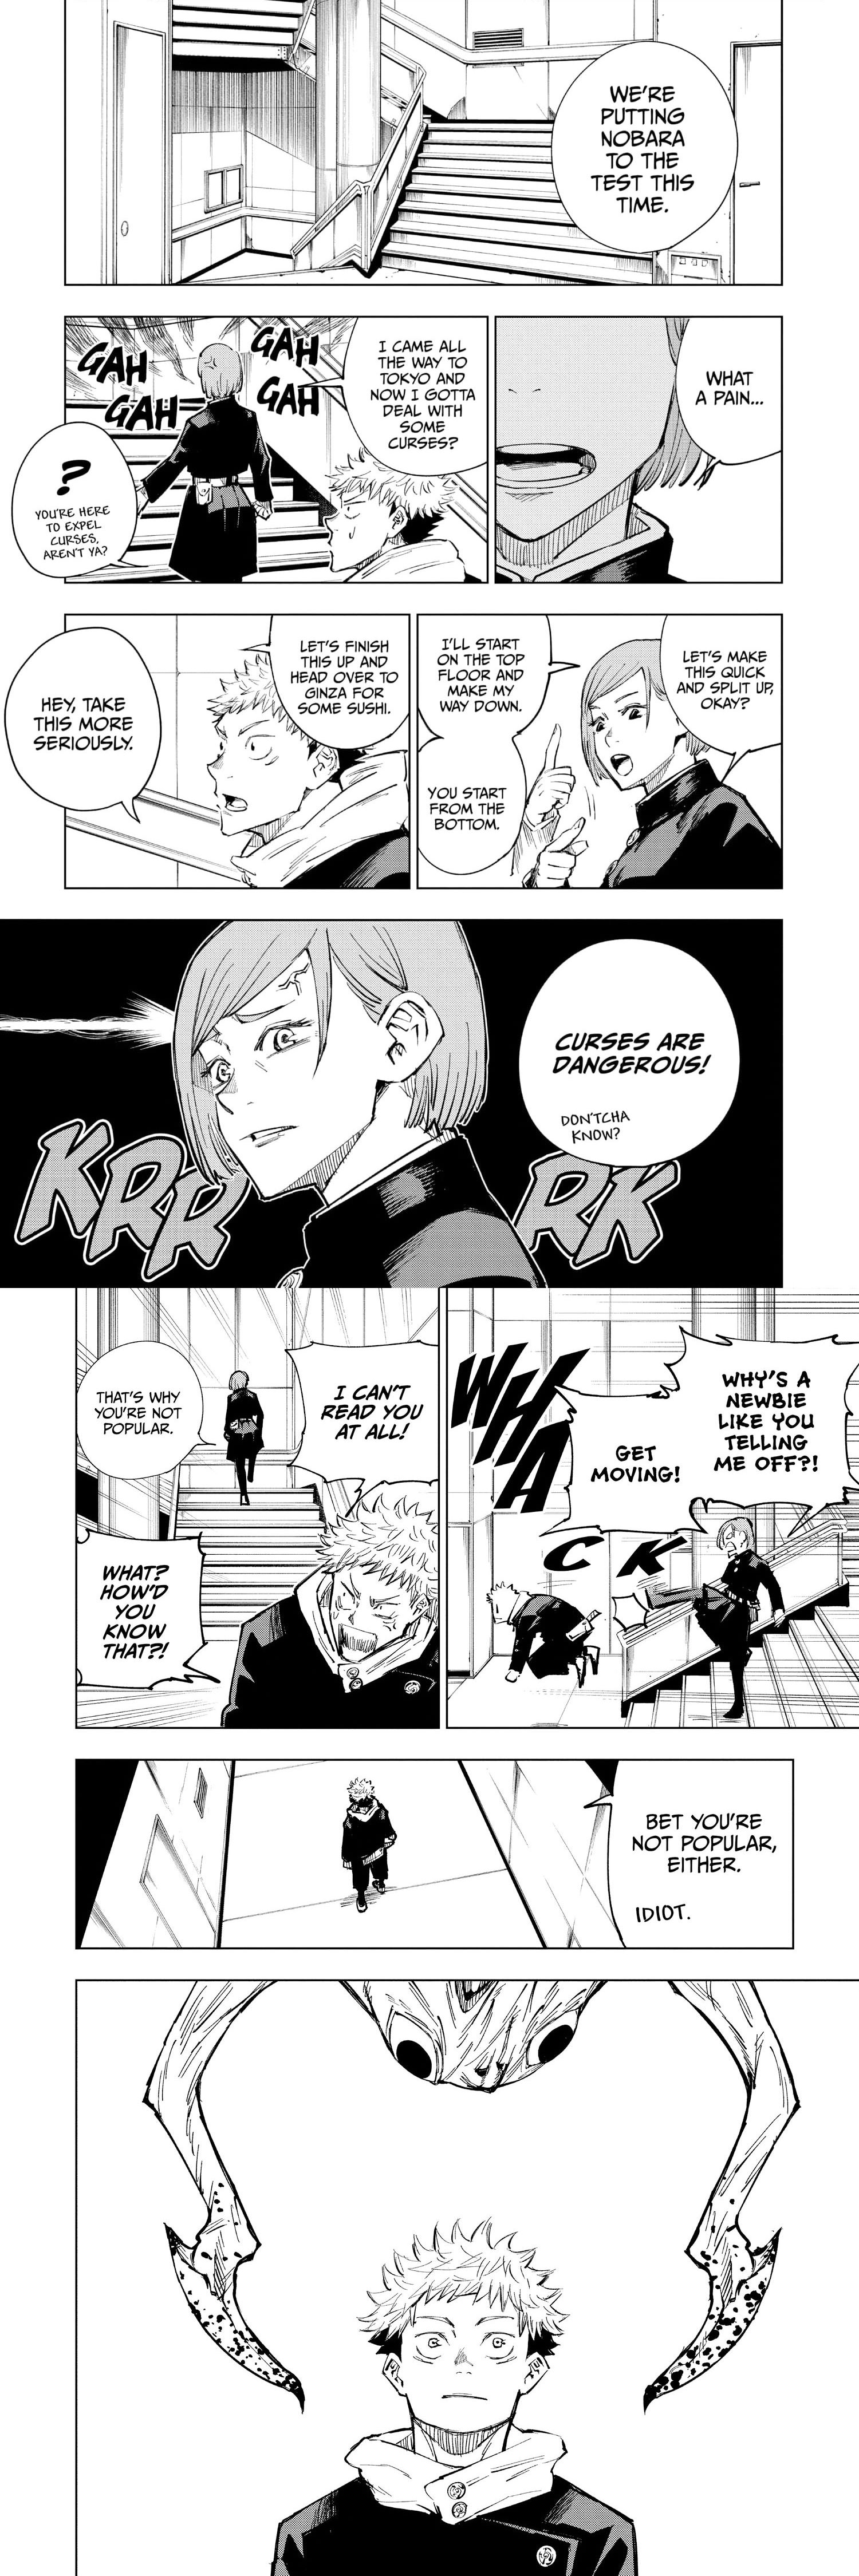 WE'RE
PUTTING
NOBARA
TO THE
TEST THIS
TIME.
WHAT
A PAIN...
I CAME ALL
THE WAY TO
TOKYO AND
NOW I GOTTA
DEAL WITH
SOME
CURSES?
GAH
GAH
GAH
GAH
?
YOU'RE HERE
TO EXPEL
CURSES,
AREN'T YA?
LET'S MAKE
THIS QUICK
AND SPLIT UP,
OKAY?
I'LL START
ON THE TOP
FLOOR AND
MAKE MY
WAY DOWN.
YOU START
FROM THE
BOTTOM.
LET'S FINISH
THIS UP AND
HEAD OVER TO
GINZA FOR
SOME SUSHI.
HEY, TAKE
THIS MORE
SERIOUSLY.
CURSES ARE
DANGEROUS!
DON'TCHA
KNOW?
KRR
RK
WHY'S A
NEWBIE
LIKE YOU
TELLING
ME OFF?!
GET
MOVING!
WHA
CK
I CAN'T
READ YOU
AT ALL!
THAT'S WHY
YOU'RE NOT
POPULAR.
WHAT?
HOW'D
YOU
KNOW
THAT?!
BET YOU'RE
NOT POPULAR,
EITHER.
IDIOT.